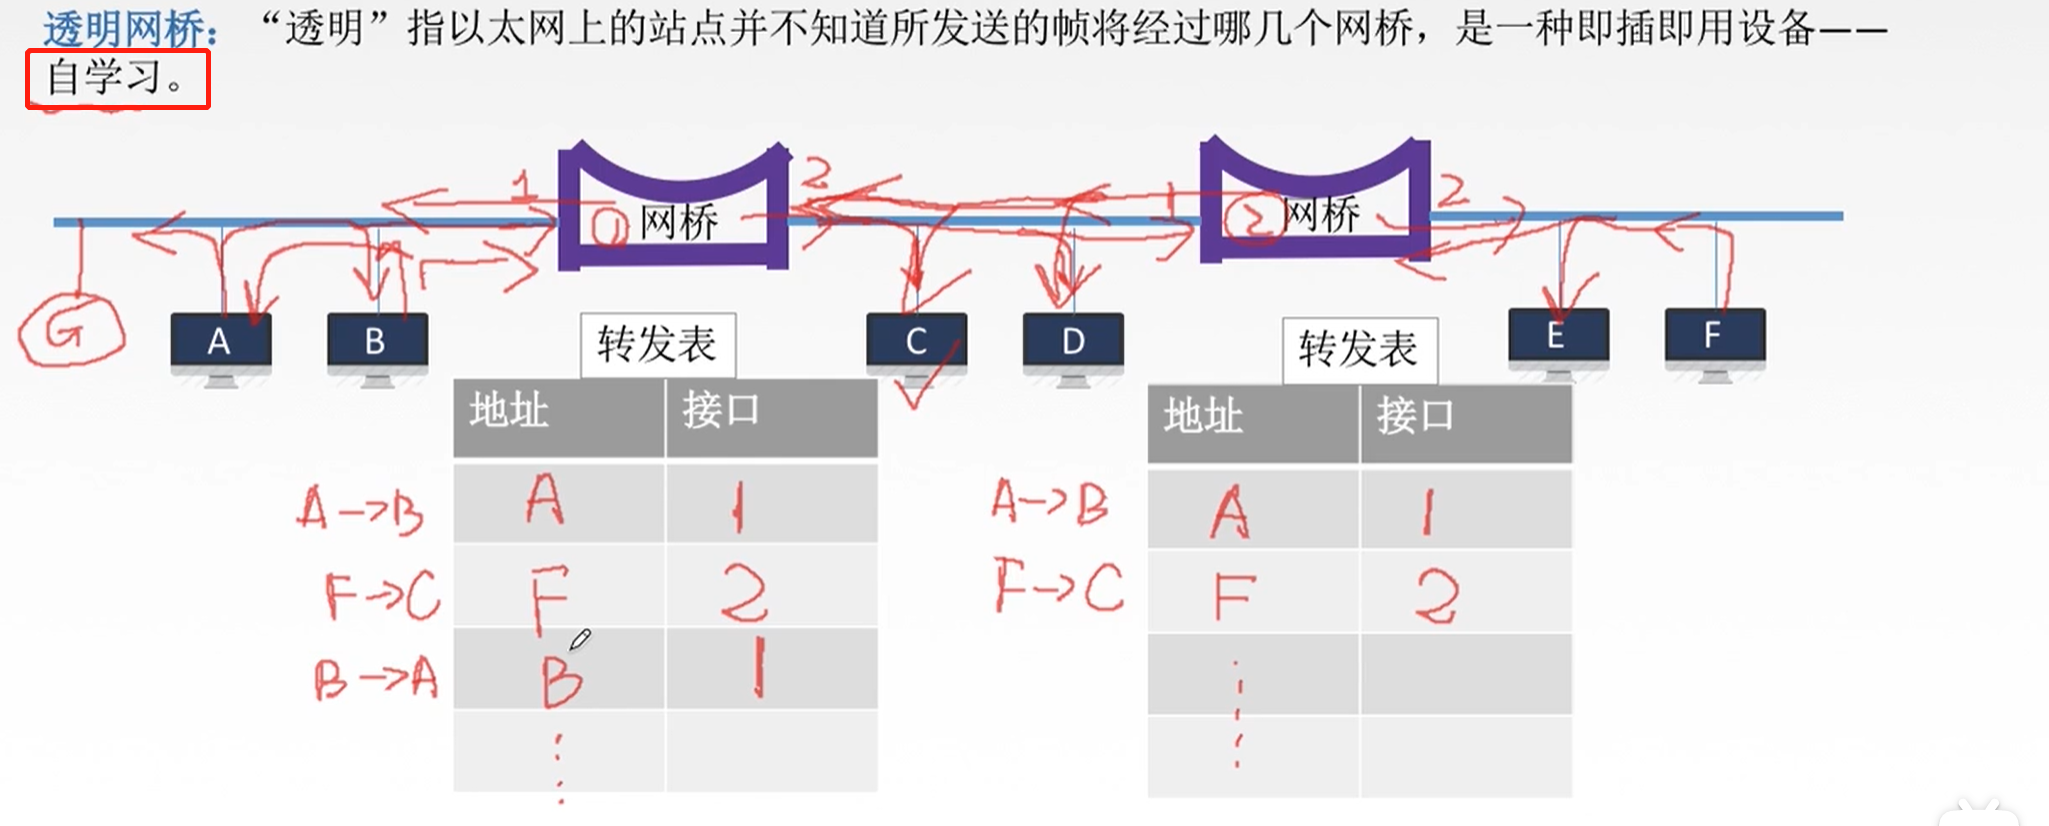 透明网桥：“透明”指以太网上的站点并不知道所发送的帧将经过哪几个网桥，是一种即插即用设备——
自学习。
1 2 1 2
① 网桥 ② 网桥
G A B C D E F
转发表 转发表
地址 接口 地址 接口
A→B A 1 A→B A 1
F→C F 2 F→C F 2
B→A B 1